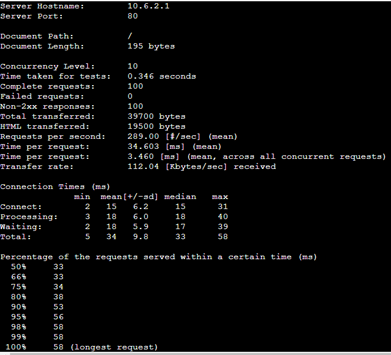 Server Hostname: 10.6.2.1
Server Port: 80
Document Path: /
Document Length: 195 bytes
Concurrency Level: 10
Time taken for tests: 0.346 seconds
Complete requests: 100
Failed requests: 0
Non-2xx responses: 100
Total transferred: 39700 bytes
HTML transferred: 19500 bytes
Requests per second: 289.00 [#/sec] (mean)
Time per request: 34.603 [ms] (mean)
Time per request: 3.460 [ms] (mean, across all concurrent requests)
Transfer rate: 112.04 [Kbytes/sec] received
Connection Times (ms)
min mean[+/-sd] median max
Connect: 2 15 6.2 15 31
Processing: 3 18 6.0 18 40
Waiting: 2 18 5.9 17 39
Total: 5 34 9.8 33 58
Percentage of the requests served within a certain time (ms)
50% 33
66% 33
75% 34
80% 38
90% 53
95% 56
98% 58
99% 58
100% 58 (longest request)